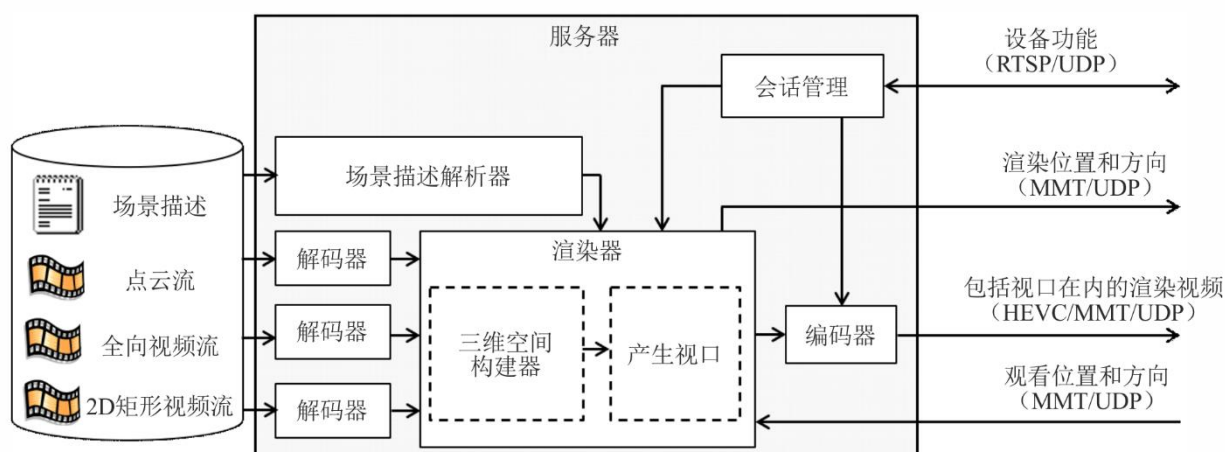 服务器
设备功能
（RTSP/UDP）
会话管理
场景描述
场景描述解析器
渲染位置和方向
（MMT/UDP）
点云流
解码器
渲染器
全向视频流
解码器
三维空间
构建器
产生视口
编码器
包括视口在内的渲染视频
（HEVC/MMT/UDP）
2D矩形视频流
解码器
观看位置和方向
（MMT/UDP）